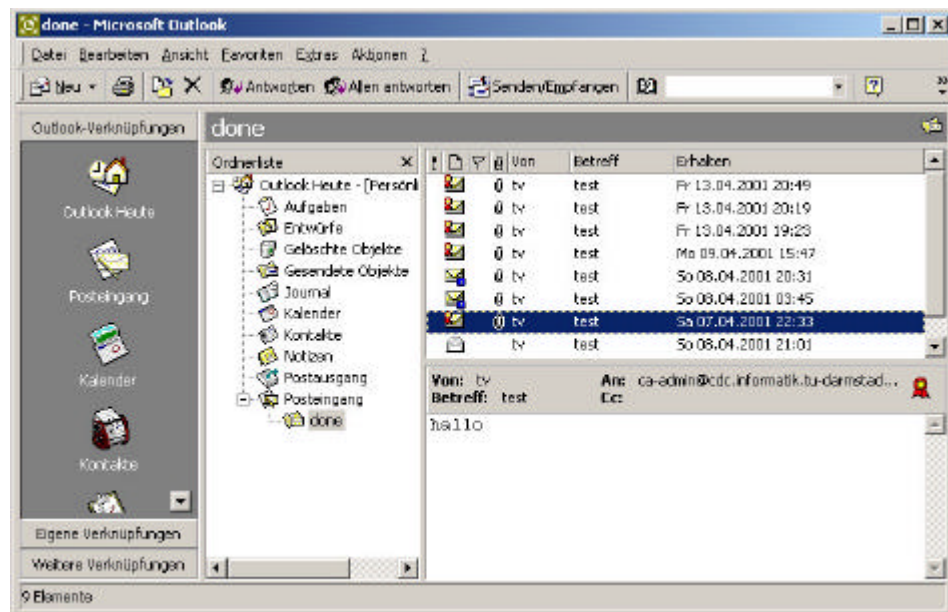 done - Microsoft Outlook
Datei Bearbeiten Ansicht Favoriten Extras Aktionen ?
Neu Antworten Allen antworten Senden/Empfangen
Outlook-Verknüpfungen
done
Outlook Heute
Posteingang
Kalender
Kontakte
Eigene Verknüpfungen
Weitere Verknüpfungen
Ordnerliste
Outlook Heute - [Persönl
Aufgaben
Entwürfe
Gelöschte Objekte
Gesendete Objekte
Journal
Kalender
Kontakte
Notizen
Postausgang
Posteingang
done
Von Betreff Erhalten
tv test Fr 13.04.2001 20:49
tv test Fr 13.04.2001 20:19
tv test Fr 13.04.2001 19:23
tv test Mo 09.04.2001 15:47
tv test So 08.04.2001 20:31
tv test So 08.04.2001 03:45
tv test Sa 07.04.2001 22:33
tv test So 08.04.2001 21:01
Von: tv An: ca-admin@cdc.informatik.tu-darmstad...
Betreff: test Cc:
hallo
9 Elemente